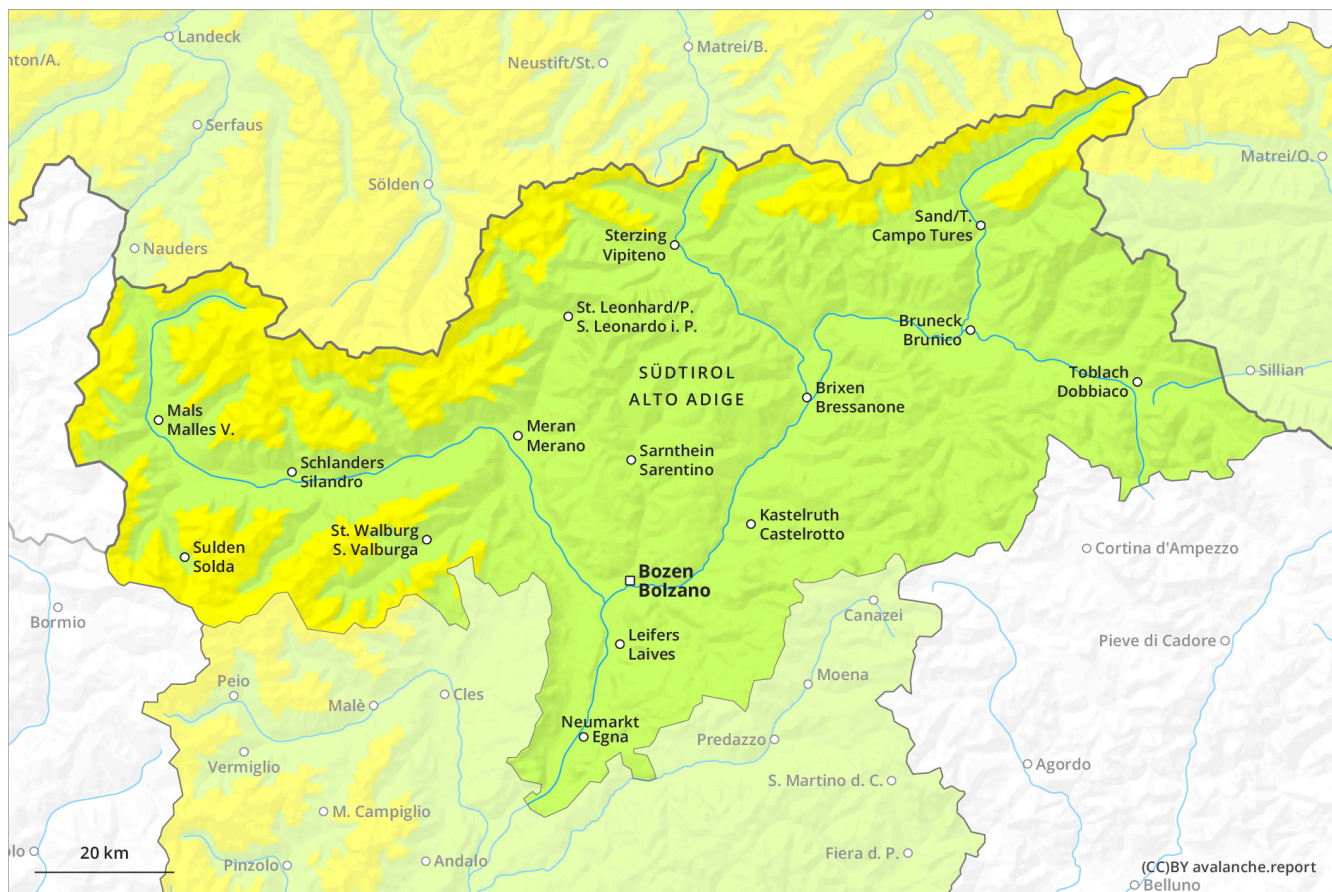 Landeck
Matrei/B.
nton/A.
Neustift/St.
Serfaus
Matrei/O.
Sölden
Sand/T.
Campo Tures
Sterzing
Vipiteno
Nauders
St. Leonhard/P.
S. Leonardo i. P.
Bruneck
Brunico
SÜDTIROL
ALTO ADIGE
Toblach
Dobbiaco
Sillian
Brixen
Bressanone
Mals
Malles V.
Meran
Merano
Sarnthein
Sarentino
Schlanders
Silandro
Kastelruth
Castelrotto
St. Walburg
S. Valburga
Sulden
Solda
Cortina d'Ampezzo
Bozen
Bolzano
Bormio
Canazei
Leifers
Laives
Pieve di Cadore
Peio
Moena
Malè
Cles
Neumarkt
Egna
Predazzo
Vermiglio
Agordo
S. Martino d. C.
M. Campiglio
olo
20 km
Pinzolo
Andalo
Fiera d. P.
(CC)BY avalanche.report
Belluno